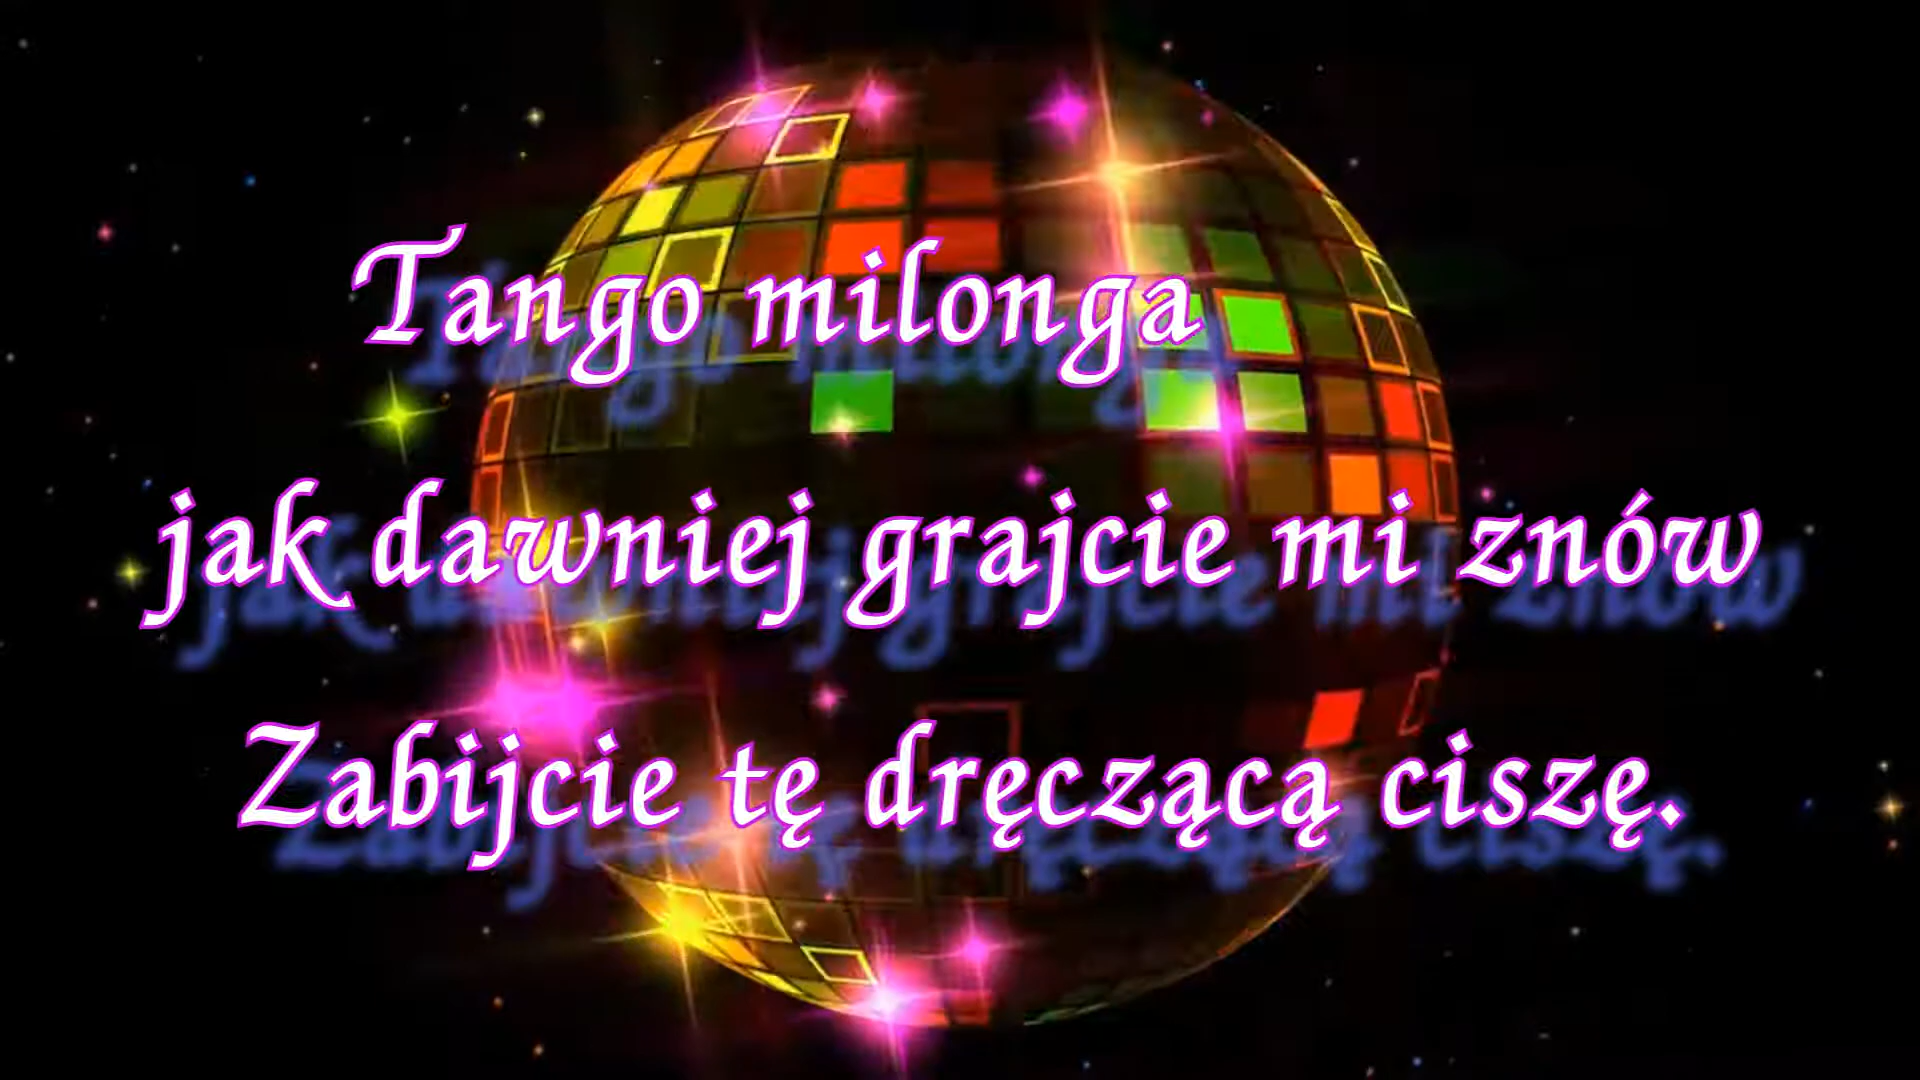 Tango milonga
jak dawniej grajcie mi znów
Zabijcie tę dręczącą ciszę.